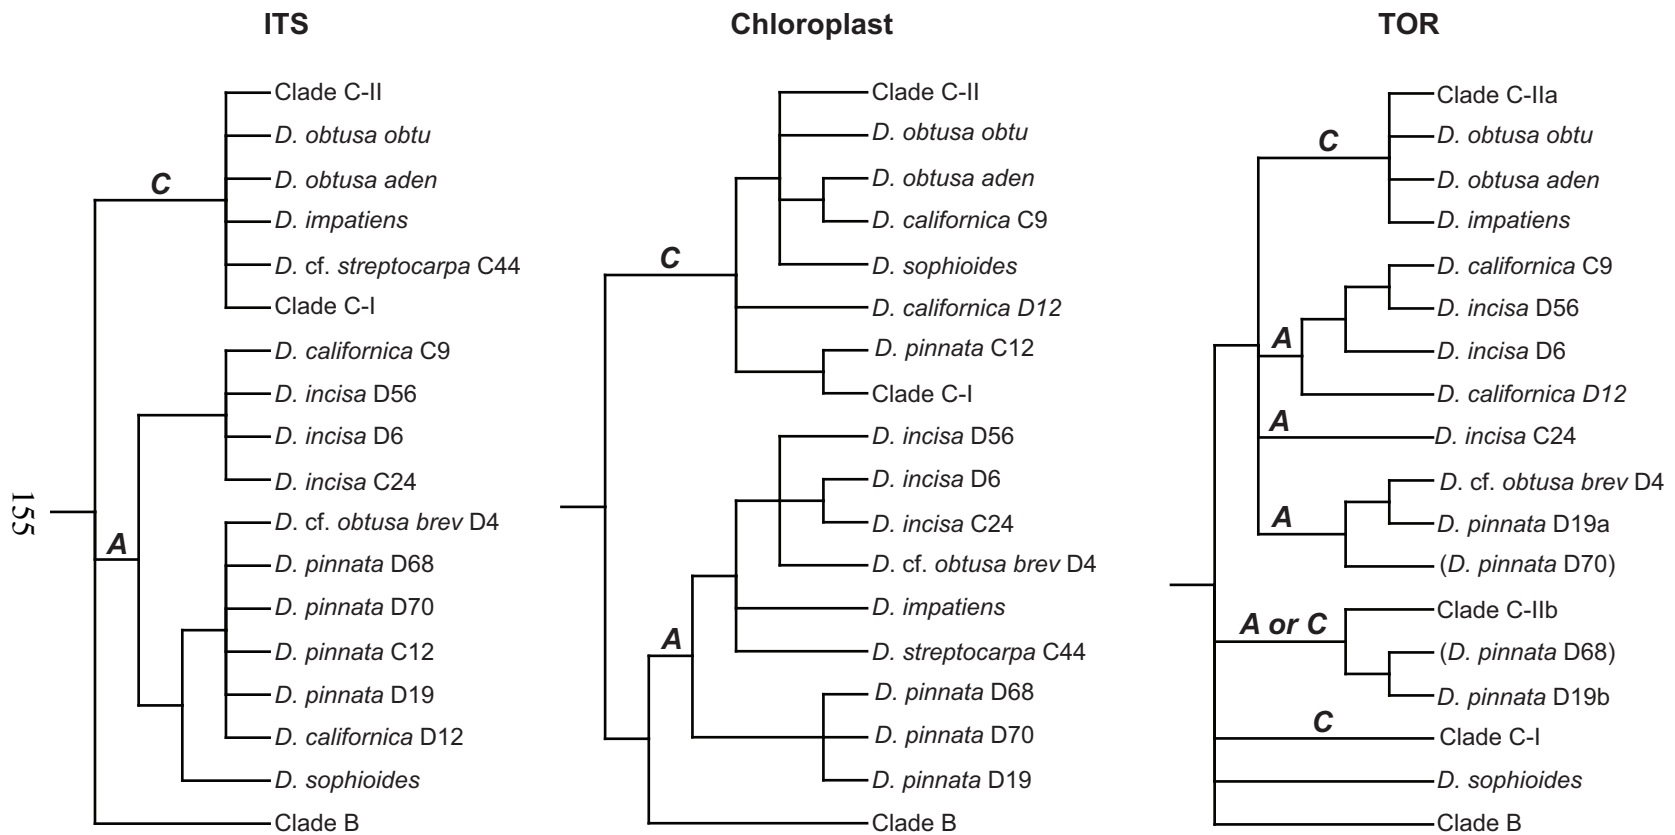 ITS
C
Clade C-II
D. obtusa obtu
D. obtusa aden
D. impatiens
D. cf. streptocarpa C44
Clade C-I
A
D. californica C9
D. incisa D56
D. incisa D6
D. incisa C24
D. cf. obtusa brev D4
D. pinnata D68
D. pinnata D70
D. pinnata C12
D. pinnata D19
D. californica D12
D. sophioides
Clade B
155
Chloroplast
C
Clade C-II
D. obtusa obtu
D. obtusa aden
D. californica C9
D. sophioides
D. californica D12
D. pinnata C12
Clade C-I
A
D. incisa D56
D. incisa D6
D. incisa C24
D. cf. obtusa brev D4
D. impatiens
D. streptocarpa C44
D. pinnata D68
D. pinnata D70
D. pinnata D19
Clade B
TOR
C
Clade C-IIa
D. obtusa obtu
D. obtusa aden
D. impatiens
A
D. californica C9
D. incisa D56
D. incisa D6
D. californica D12
A
D. incisa C24
A
D. cf. obtusa brev D4
D. pinnata D19a
(D. pinnata D70)
A or C
Clade C-IIb
(D. pinnata D68)
D. pinnata D19b
C
Clade C-I
D. sophioides
Clade B